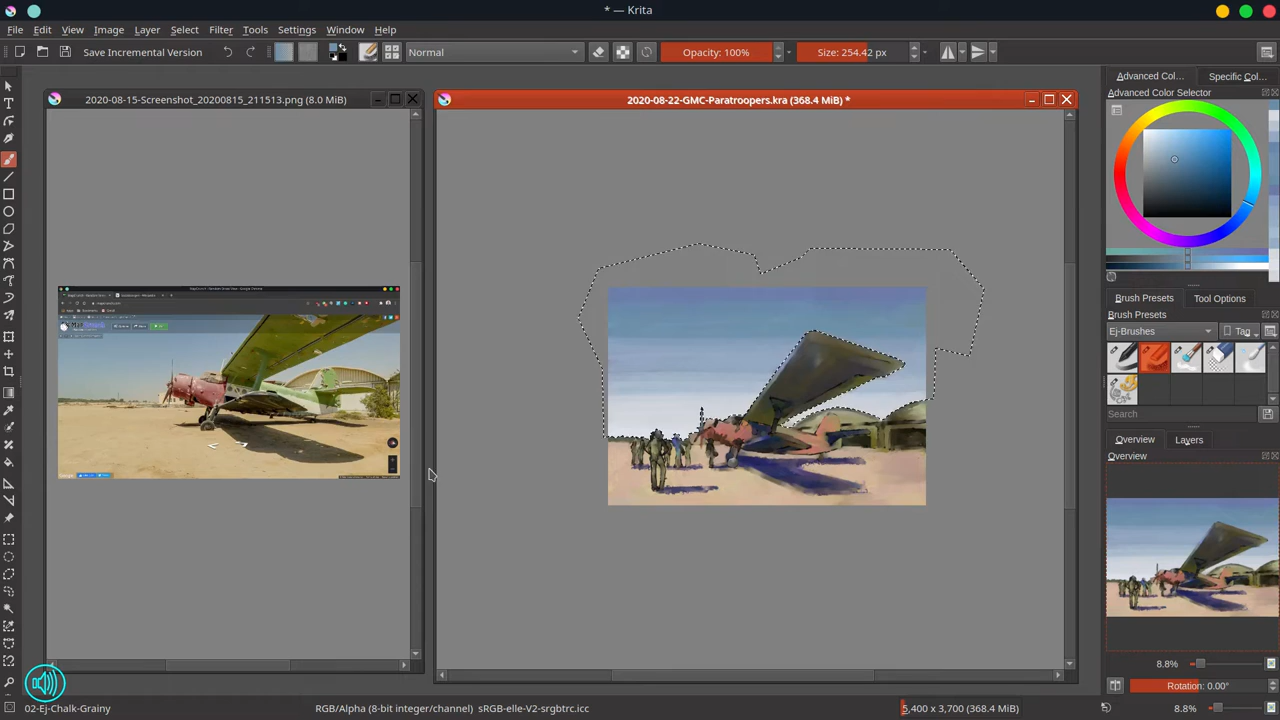 * — Krita
File Edit View Image Layer Select Filter Tools Settings Window Help
Save Incremental Version Normal Opacity: 100% Size: 254.42 px
2020-08-15-Screenshot_20200815_211513.png (8.0 MiB)
2020-08-22-GMC-Paratroopers.kra (368.4 MiB) *
Advanced Col... Specific Col...
Advanced Color Selector
Brush Presets Tool Options
Brush Presets
Ej-Brushes Tag
Search
Overview Layers
Overview
8.8%
Rotation: 0.00°
02-Ej-Chalk-Grainy RGB/Alpha (8-bit integer/channel) sRGB-elle-V2-srgbtrc.icc 5,400 x 3,700 (368.4 MiB) 8.8%